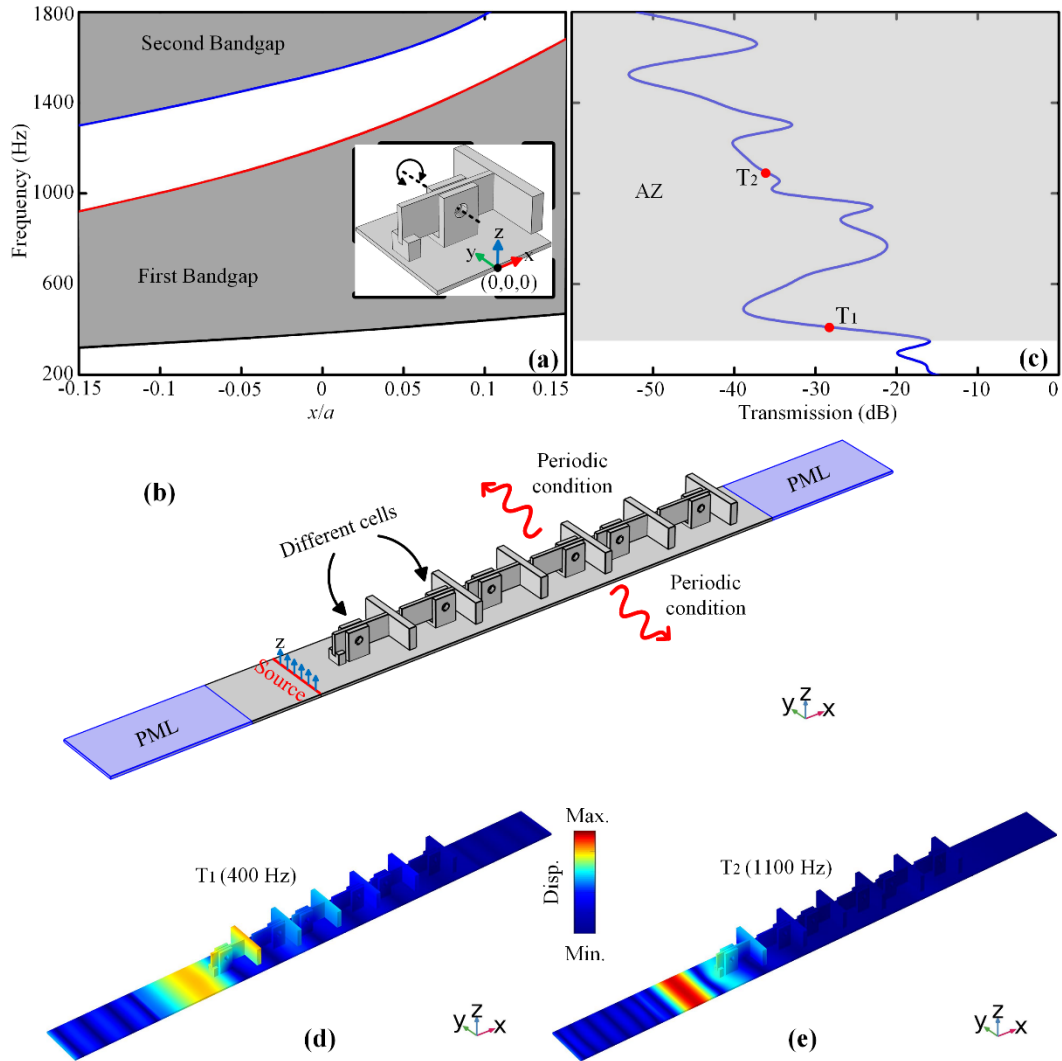 1800
1400
1000
600
200
Frequency (Hz)
Second Bandgap
First Bandgap
z
y
x
(0,0,0)
(a)
-0.15
-0.1
-0.05
0
0.05
0.1
0.15
x/a
AZ
T2
T1
(c)
-50
-40
-30
-20
-10
0
Transmission (dB)
(b)
Different cells
Periodic
condition
PML
Periodic
condition
z
Source
PML
z
y
x
T1 (400 Hz)
Max.
Disp.
Min.
T2 (1100 Hz)
z
y
x
(d)
z
y
x
(e)